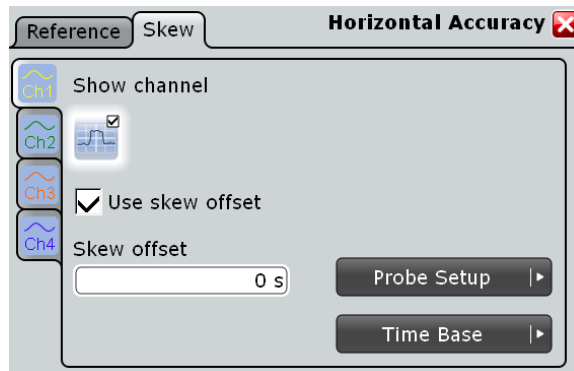 Reference Skew Horizontal Accuracy
Ch1 Show channel
Ch2
Ch3 Use skew offset
Ch4 Skew offset
0 s Probe Setup
Time Base